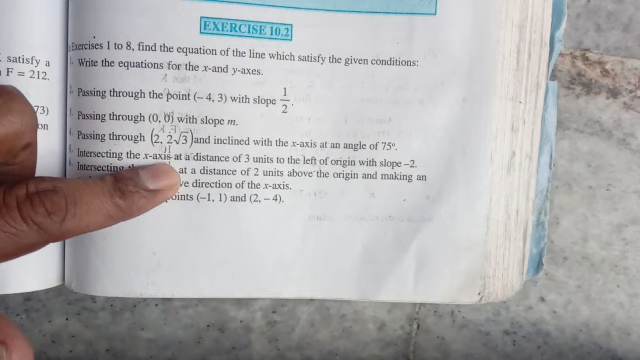 EXERCISE 10.2
Exercises 1 to 8, find the equation of the line which satisfy the given conditions:
Write the equations for the x-and y-axes.
Passing through the point (– 4, 3) with slope 1/2.
Passing through (0, 0) with slope m.
Passing through (2, 2√3) and inclined with the x-axis at an angle of 75°.
Intersecting the x-axis at a distance of 3 units to the left of origin with slope –2.
Intersecting at a distance of 2 units above the origin and making an
direction of the x-axis.
(–1, 1) and (2, – 4).
satisfy a
F = 212.
73)
on